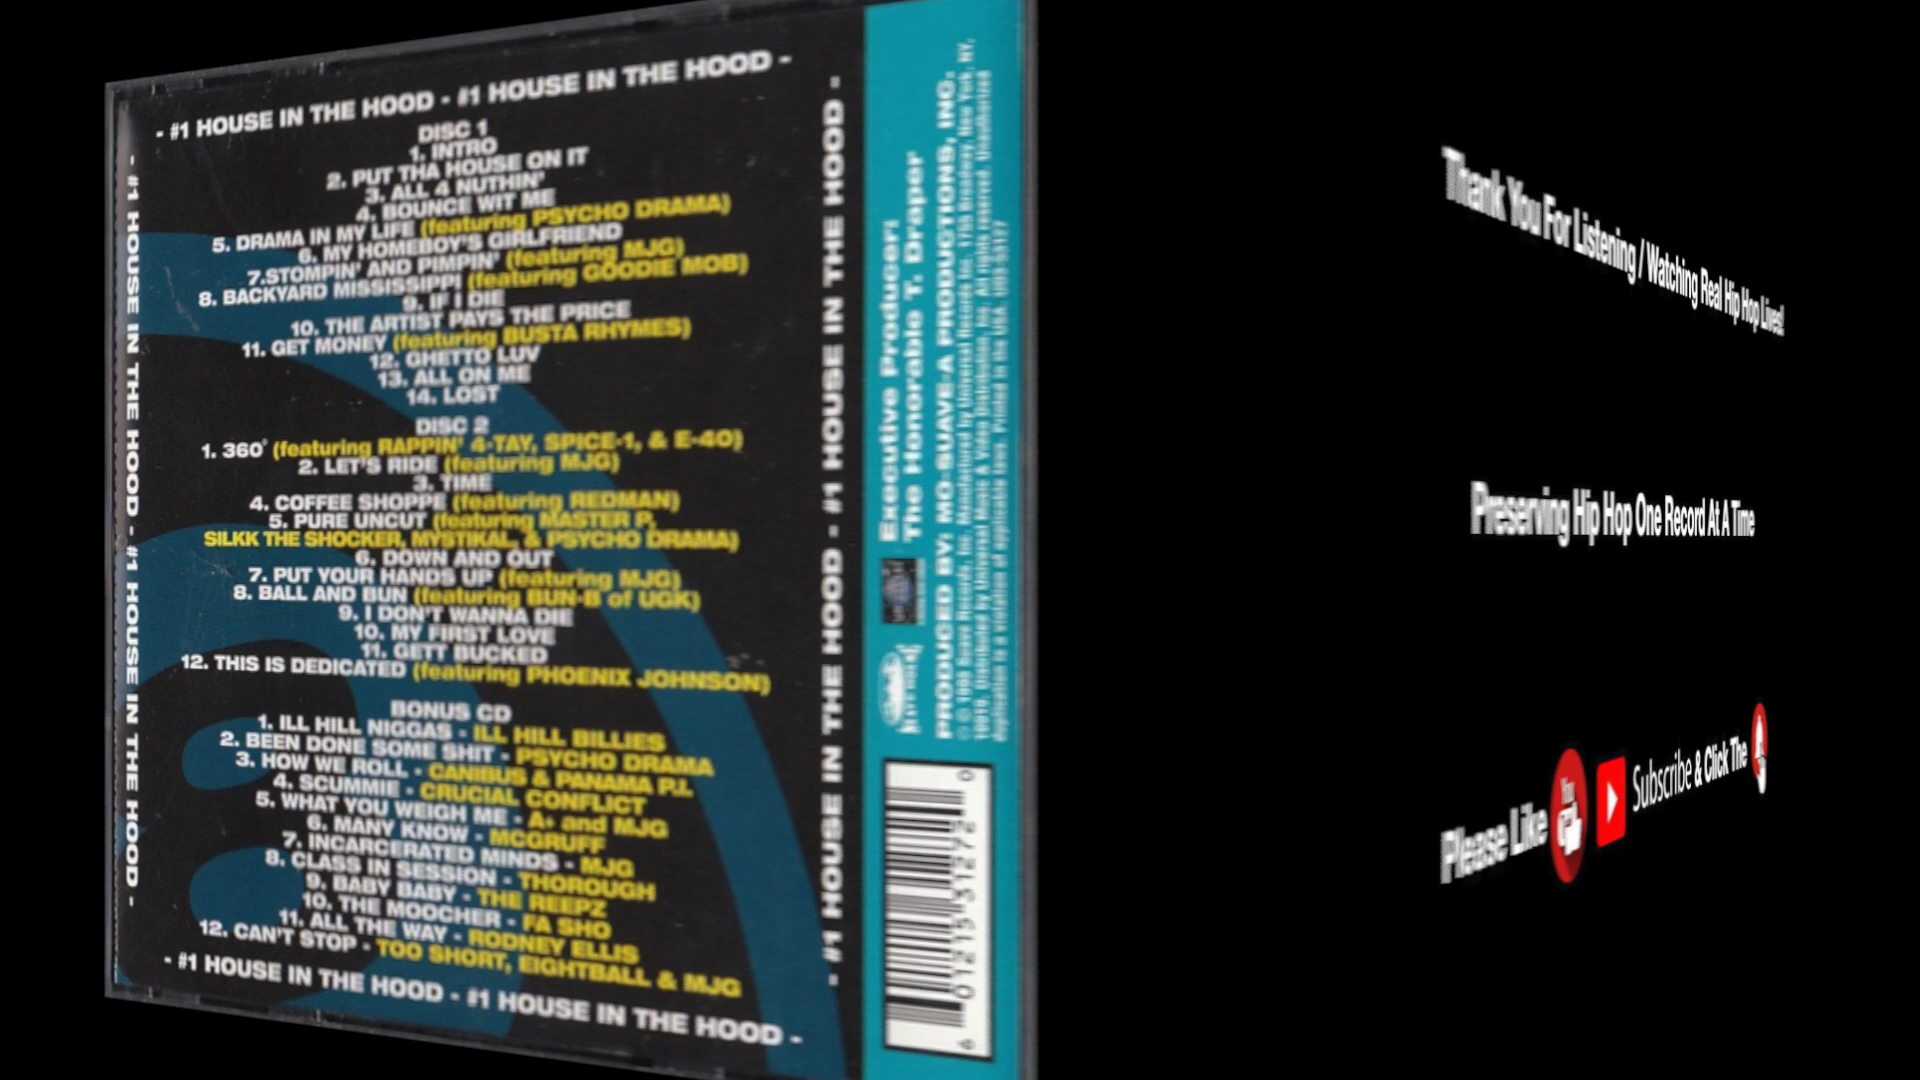 - #1 HOUSE IN THE HOOD - #1 HOUSE IN THE HOOD -
DISC 1
1. INTRO
2. PUT THA HOUSE ON IT
3. ALL 4 NUTHIN'
4. BOUNCE WIT ME
5. DRAMA IN MY LIFE (featuring PSYCHO DRAMA)
6. MY HOMEBOY'S GIRLFRIEND
7.STOMPIN' AND PIMPIN' (featuring MJG)
8. BACKYARD MISSISSIPPI (featuring GOODIE MOB)
9. IF I DIE
10. THE ARTIST PAYS THE PRICE
11. GET MONEY (featuring BUSTA RHYMES)
12. GHETTO LUV
13. ALL ON ME
14. LOST
DISC 2
1. 360° (featuring RAPPIN' 4-TAY, SPICE-1, & E-40)
2. LET'S RIDE (featuring MJG)
3. TIME
4. COFFEE SHOPPE (featuring REDMAN)
5. PURE UNCUT (featuring MASTER P,
SILKK THE SHOCKER, MYSTIKAL, & PSYCHO DRAMA)
6. DOWN AND OUT
7. PUT YOUR HANDS UP (featuring MJG)
8. BALL AND BUN (featuring BUN-B of UGK)
9. I DON'T WANNA DIE
10. MY FIRST LOVE
11. GETT BUCKED
12. THIS IS DEDICATED (featuring PHOENIX JOHNSON)
BONUS CD
1. ILL HILL NIGGAS - ILL HILL BILLIES
2. BEEN DONE SOME SHIT - PSYCHO DRAMA
3. HOW WE ROLL - CANIBUS & PANAMA P.I.
4. SCUMMIE - CRUCIAL CONFLICT
5. WHAT YOU WEIGH ME - A+ and MJG
6. MANY KNOW - MCGRUFF
7. INCARCERATED MINDS - MJG
8. CLASS IN SESSION - THOROUGH
9. BABY BABY - THE REEPZ
10. THE MOOCHER - FA SHO
11. ALL THE WAY - RODNEY ELLIS
12. CAN'T STOP - TOO SHORT, EIGHTBALL & MJG
- #1 HOUSE IN THE HOOD - #1 HOUSE IN THE HOOD -
- #1 HOUSE IN THE HOOD - #1 HOUSE IN THE HOOD -
- #1 HOUSE IN THE HOOD - #1 HOUSE IN THE HOOD -
Executive Producer:
The Honorable T. Draper
PRODUCED BY: MO-SUAVE-A PRODUCTIONS, INC.
6 01215 31272 0
Thank You For Listening / Watching Real Hip Hop Lives!
Preserving Hip Hop One Record At A Time
Please Like You Subscribe & Click The